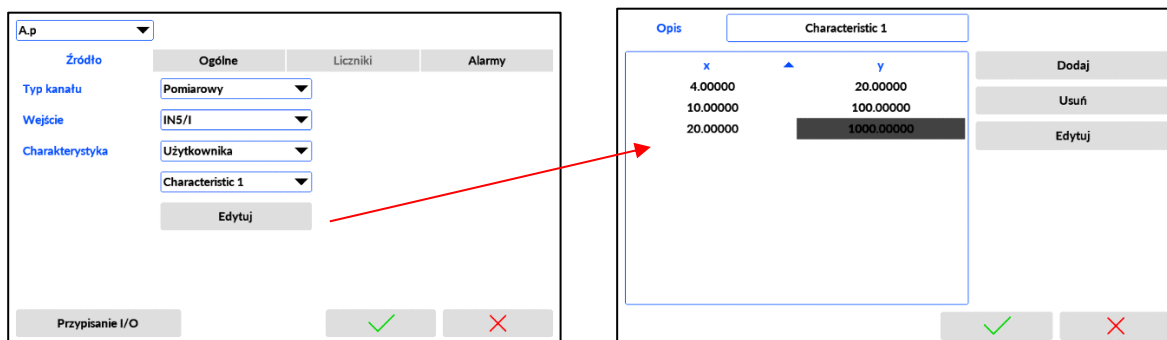 A.p
Źródło Ogólne Liczniki Alarmy
Typ kanału Pomiarowy
Wejście IN5/I
Charakterystyka Użytkownika
Characteristic 1
Edytuj
Przypisanie I/O
Opis Characteristic 1
x y
4.00000 20.00000
10.00000 100.00000
20.00000 1000.00000
Dodaj
Usuń
Edytuj